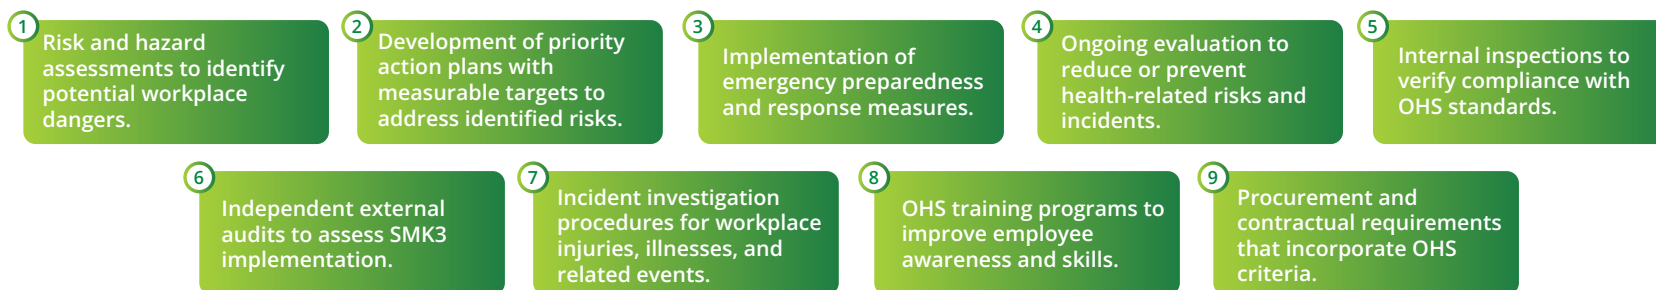 1
Risk and hazard
assessments to identify
potential workplace
dangers.
2
Development of priority
action plans with
measurable targets to
address identified risks.
3
Implementation of
emergency preparedness
and response measures.
4
Ongoing evaluation to
reduce or prevent
health-related risks and
incidents.
5
Internal inspections to
verify compliance with
OHS standards.
6
Independent external
audits to assess SMK3
implementation.
7
Incident investigation
procedures for workplace
injuries, illnesses, and
related events.
8
OHS training programs to
improve employee
awareness and skills.
9
Procurement and
contractual requirements
that incorporate OHS
criteria.